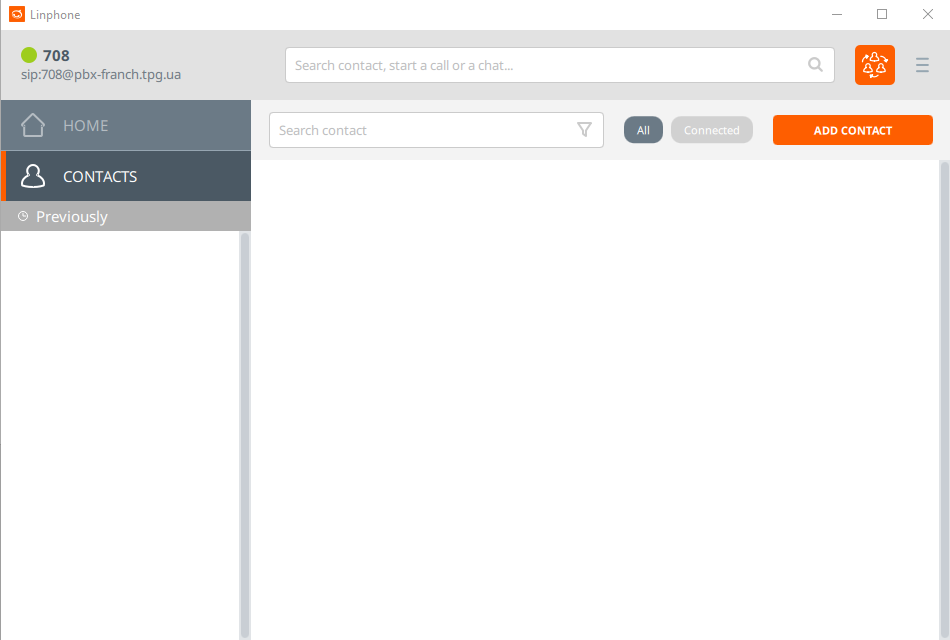 Linphone
708
sip:708@pbx-franch.tpg.ua
Search contact, start a call or a chat...
HOME
CONTACTS
Previously
Search contact
All
Connected
ADD CONTACT